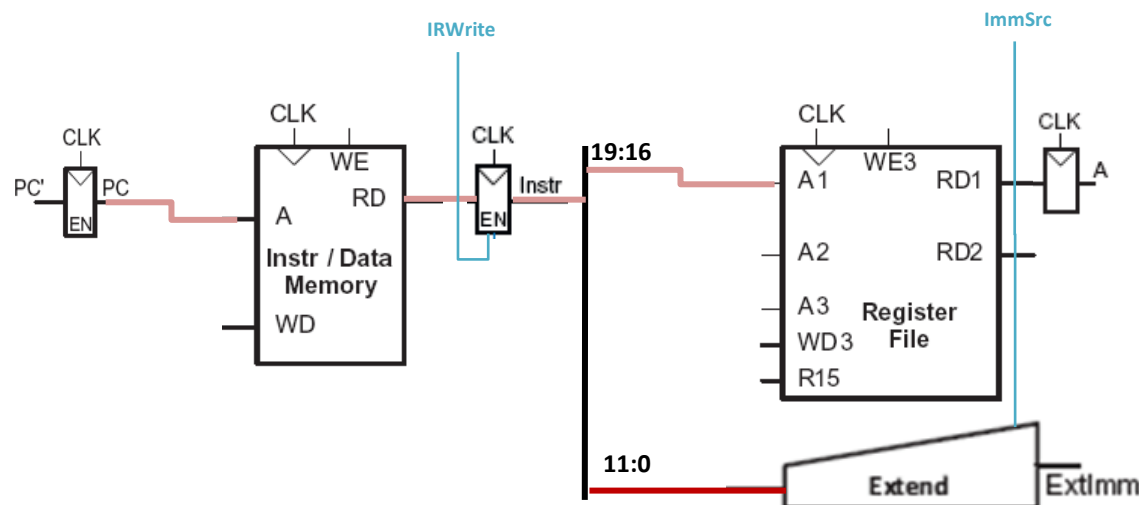 IRWrite
ImmSrc
CLK
CLK
CLK
CLK
CLK
PC'
PC
EN
WE
RD
A
Instr / Data
Memory
WD
EN
Instr
19:16
A1
WE3
RD1
A
A2
RD2
A3
Register
File
WD3
R15
11:0
Extend
ExtImm